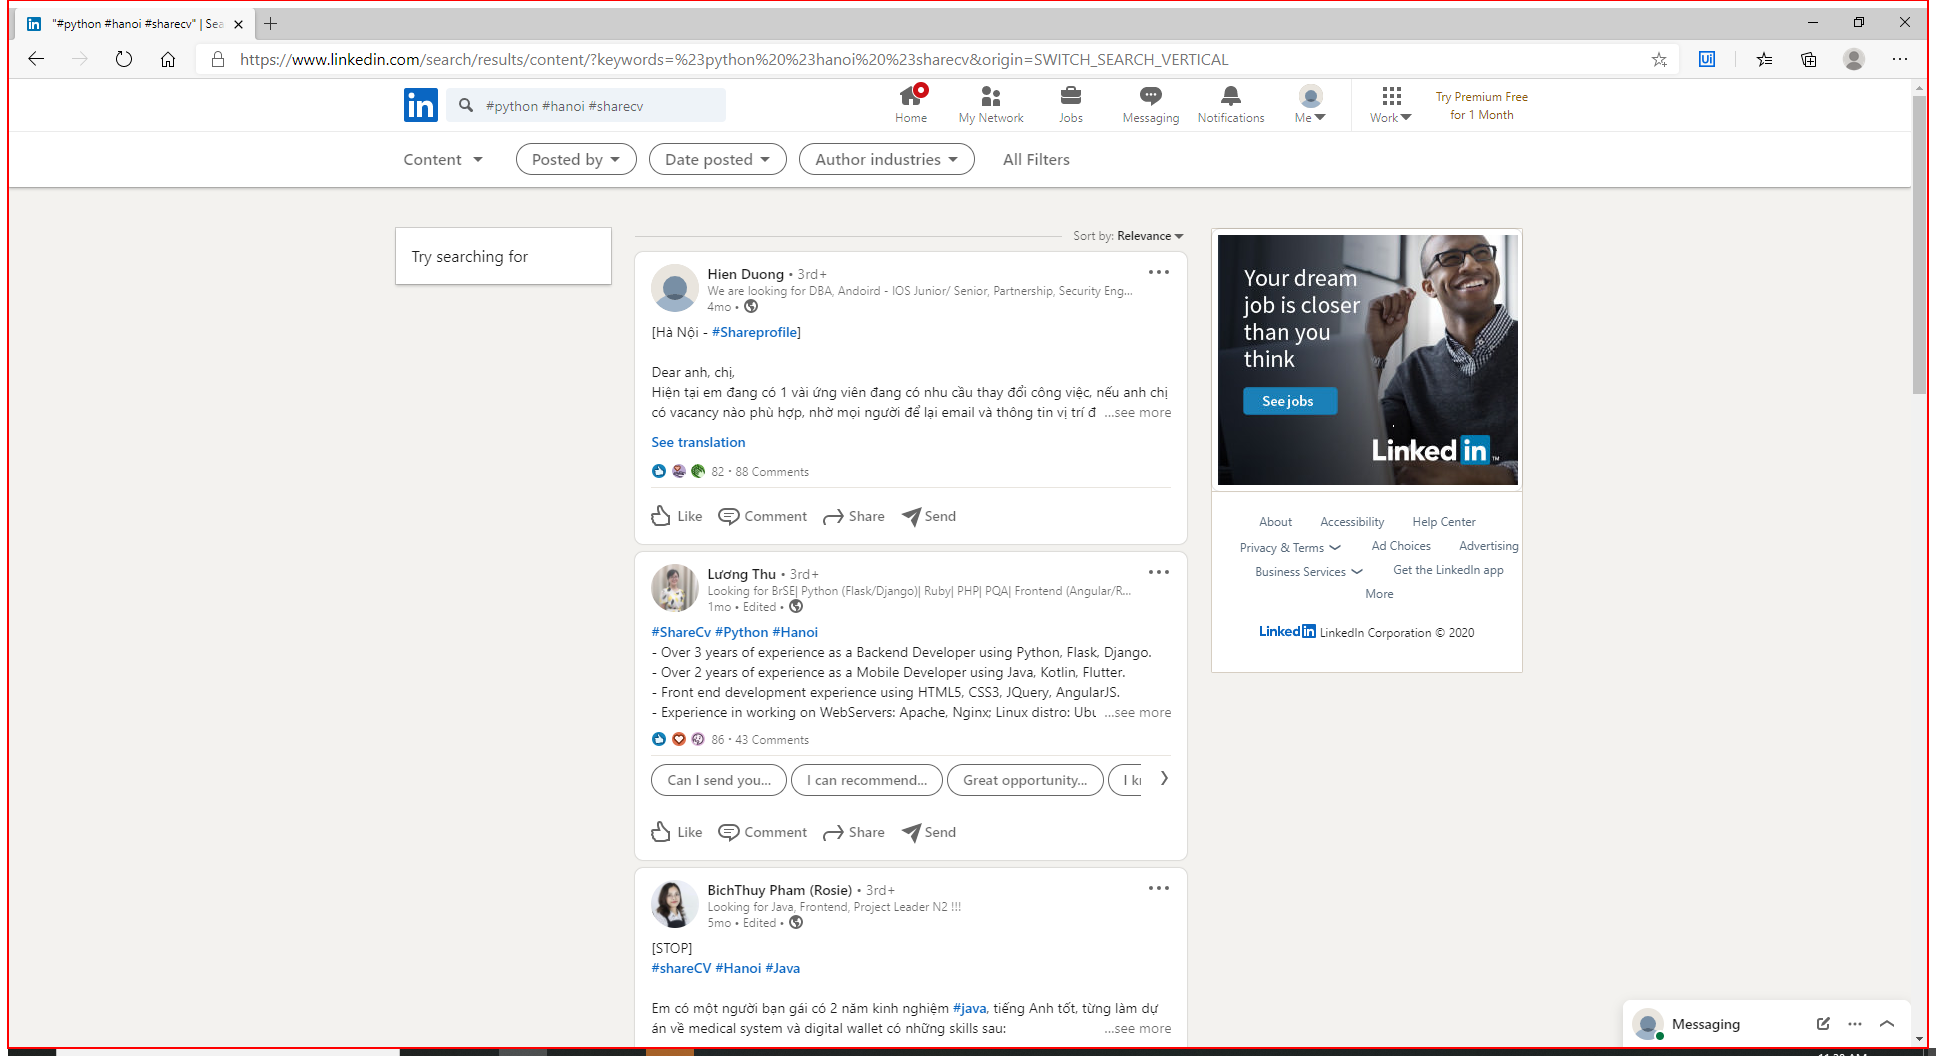 "#python #hanoi #sharecv" | Sea
https://www.linkedin.com/search/results/content/?keywords=%23python%20%23hanoi%20%23sharecv&origin=SWITCH_SEARCH_VERTICAL
in
#python #hanoi #sharecv
Home
My Network
Jobs
Messaging
Notifications
Me
Work
Try Premium Free
for 1 Month
Content
Posted by
Date posted
Author industries
All Filters
Try searching for
Sort by: Relevance
Hien Duong • 3rd+
We are looking for DBA, Andoird - IOS Junior/ Senior, Partnership, Security Eng...
4mo •
[Hà Nội - #Shareprofile]
Dear anh, chị,
Hiện tại em đang có 1 vài ứng viên đang có nhu cầu thay đổi công việc, nếu anh chị
có vacancy nào phù hợp, nhờ mọi người để lại email và thông tin vị trí đ ...see more
See translation
82 • 88 Comments
Like
Comment
Share
Send
Lương Thu • 3rd+
Looking for BrSE| Python (Flask/Django)| Ruby| PHP| PQA| Frontend (Angular/R...
1mo • Edited •
#ShareCv #Python #Hanoi
- Over 3 years of experience as a Backend Developer using Python, Flask, Django.
- Over 2 years of experience as a Mobile Developer using Java, Kotlin, Flutter.
- Front end development experience using HTML5, CSS3, JQuery, AngularJS.
- Experience in working on WebServers: Apache, Nginx; Linux distro: Ubu ...see more
86 • 43 Comments
Can I send you...
I can recommend...
Great opportunity...
I
Like
Comment
Share
Send
BichThuy Pham (Rosie) • 3rd+
Looking for Java, Frontend, Project Leader N2 !!!
5mo • Edited •
[STOP]
#shareCV #Hanoi #Java
Em có một người bạn gái có 2 năm kinh nghiệm #java, tiếng Anh tốt, từng làm dự
án về medical system và digital wallet có những skills sau: ...see more
Your dream
job is closer
than you
think
See jobs
Linked in ™
About
Accessibility
Help Center
Privacy & Terms
Ad Choices
Advertising
Business Services
Get the LinkedIn app
More
Linked in LinkedIn Corporation © 2020
Messaging